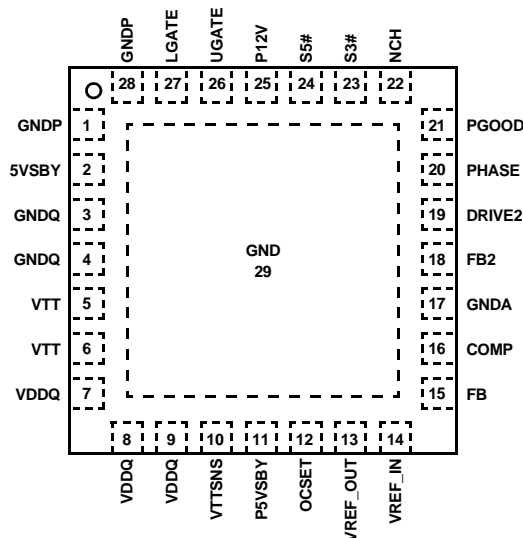 GNDP
LGATE
UGATE
P12V
S5#
S3#
NCH
28
27
26
25
24
23
22
GNDP 1
5VSBY 2
GNDQ 3
GNDQ 4
VTT 5
VTT 6
VDDQ 7
GND
29
21 PGOOD
20 PHASE
19 DRIVE2
18 FB2
17 GNDA
16 COMP
15 FB
8
9
10
11
12
13
14
VDDQ
VDDQ
VTTSNS
P5VSBY
OCSET
VREF_OUT
VREF_IN